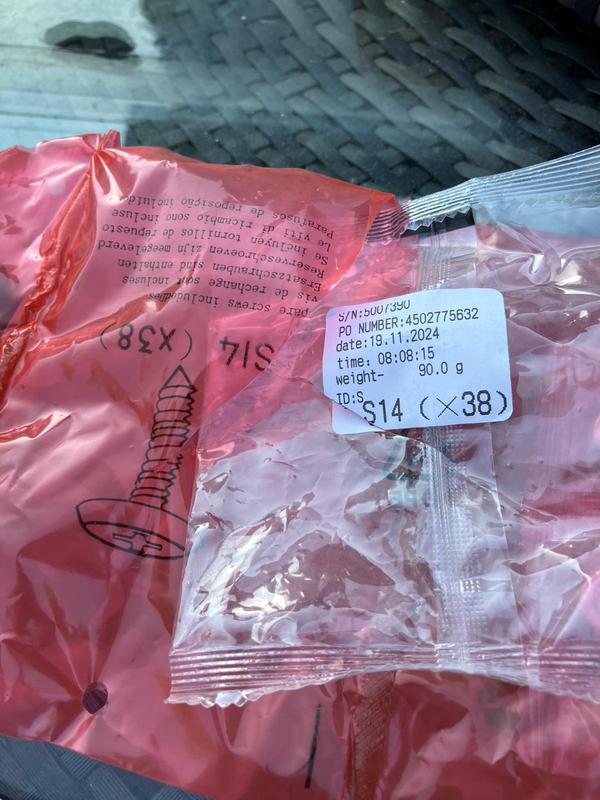 S/N:5007390
PO NUMBER:4502775632
date:19.11.2024
time: 08:08:15
weight- 90.0 g
ID:S
S14 (×38)
S14 (x38)
pare screws included/les
vis de rechange sont incluses
Ersatzschrauben sind enthalten
Reserveschroeven zijn meegeleverd
Se incluyen tornillos de repuesto
Le viti di ricambio sono incluse
Parafusos de reposição incluíd